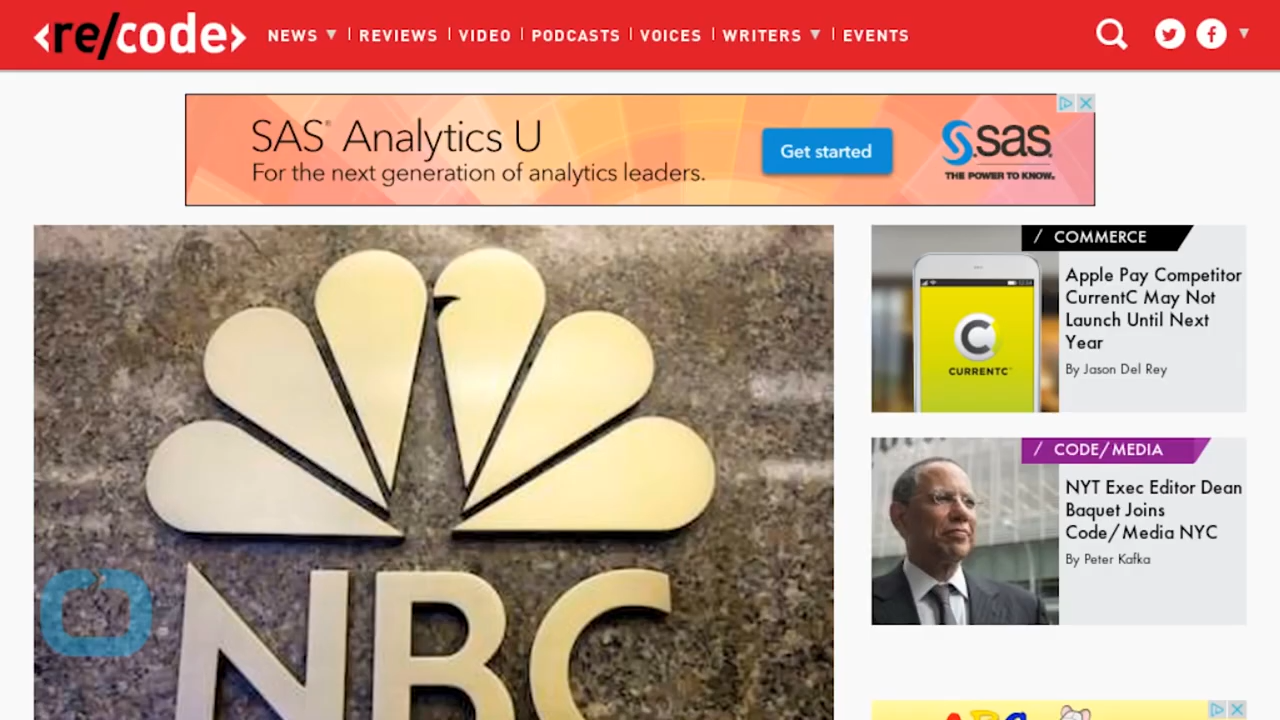 <re/code>
NEWS ▼ | REVIEWS | VIDEO | PODCASTS | VOICES | WRITERS ▼ | EVENTS
SAS® Analytics U
For the next generation of analytics leaders.
Get started
sas
THE POWER TO KNOW.
NBC
/ COMMERCE
Apple Pay Competitor
CurrentC May Not
Launch Until Next
Year
By Jason Del Rey
C
CURRENTC™
/ CODE/MEDIA
NYT Exec Editor Dean
Baquet Joins
Code/Media NYC
By Peter Kafka
ABC